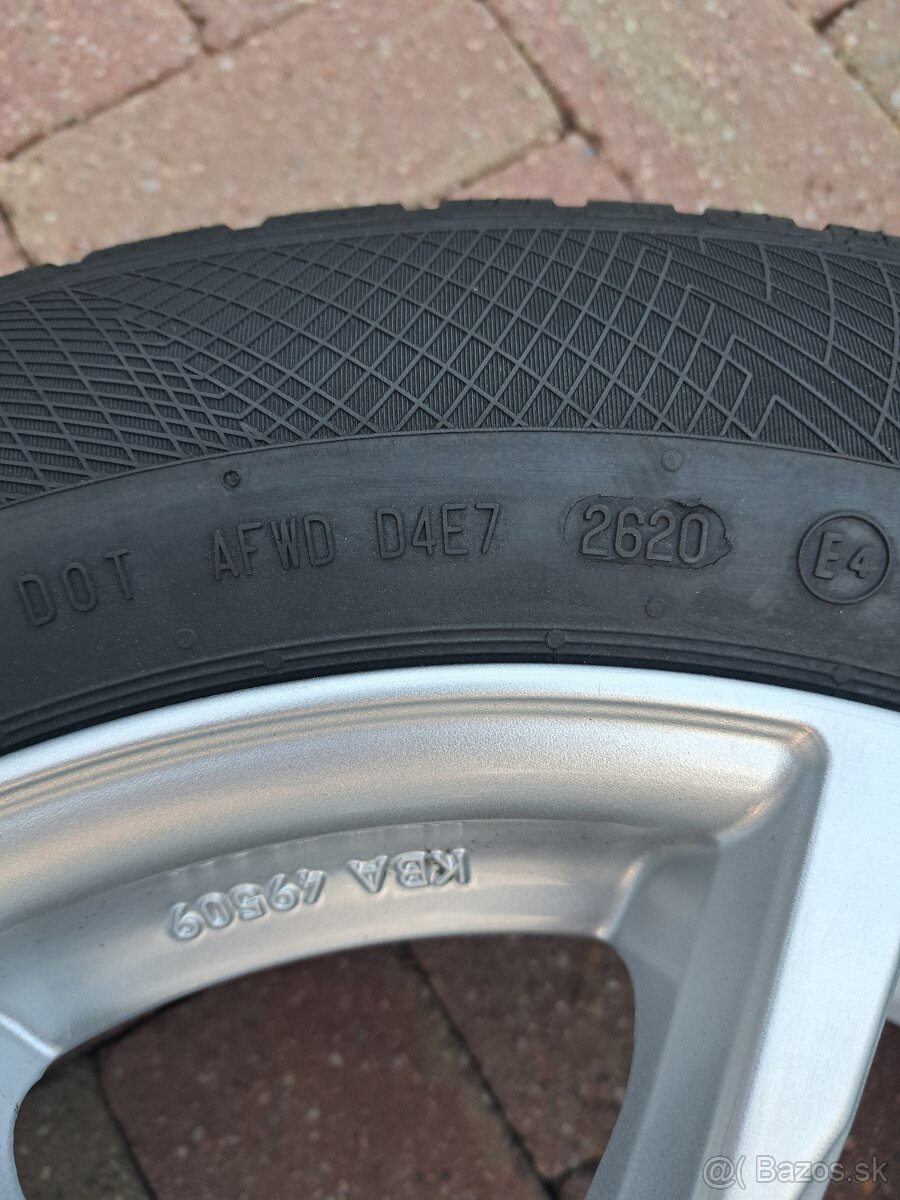 DOT AFWD D4E7 2620 E4
KBA 49509
@( Bazos.sk